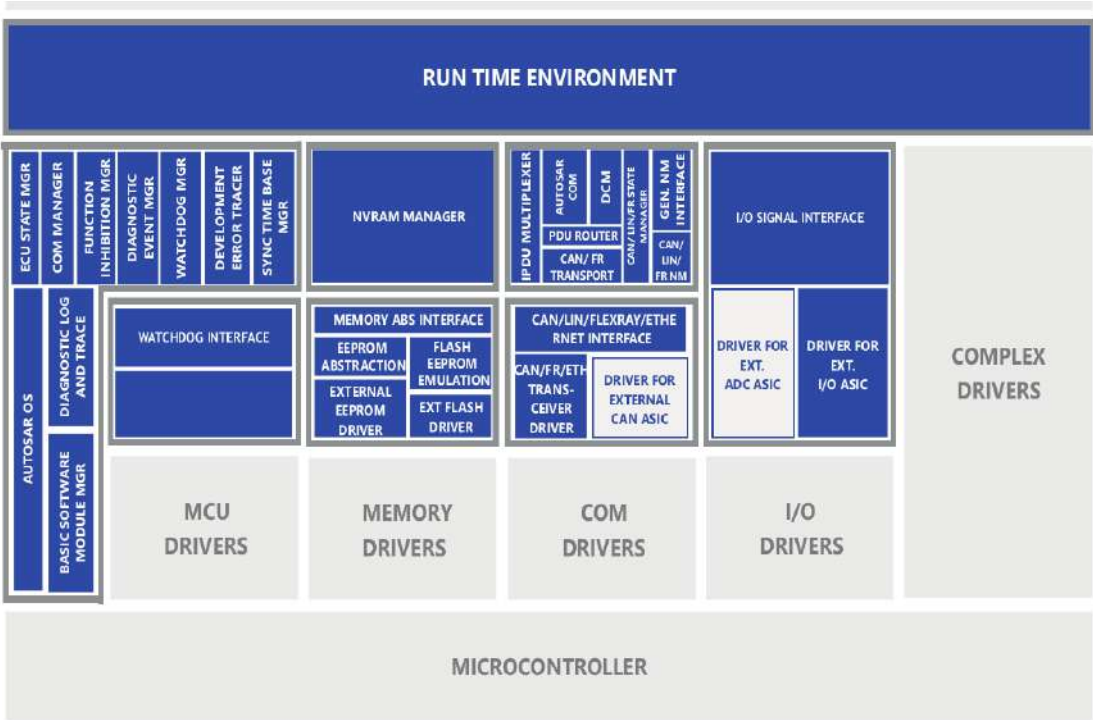 RUN TIME ENVIRONMENT
ECU STATE MGR
COM MANAGER
FUNCTION
INHIBITION MGR
DIAGNOSTIC
EVENT MGR
WATCHDOG MGR
DEVELOPMENT
ERROR TRACER
SYNC TIME BASE
MGR
NVRAM MANAGER
IPDU MULTIPLEXER
AUTOSAR
COM
DCM
PDU ROUTER
CAN/ FR
TRANSPORT
CAN/ LIN/FR STATE
MANAGER
GEN. NM
INTERFACE
CAN/
LIN/
FR NM
I/O SIGNAL INTERFACE
COMPLEX
DRIVERS
AUTOSAR OS
DIAGNOSTIC LOG
AND TRACE
BASIC SOFTWARE
MODULE MGR
WATCHDOG INTERFACE
MEMORY ABS INTERFACE
EEPROM
ABSTRACTION
FLASH
EEPROM
EMULATION
EXTERNAL
EEPROM
DRIVER
EXT FLASH
DRIVER
CAN/LIN/FLEXRAY/ETHE
RNET INTERFACE
CAN/FR/ETH
TRANS-
CEIVER
DRIVER
DRIVER FOR
EXTERNAL
CAN ASIC
DRIVER FOR
EXT.
ADC ASIC
DRIVER FOR
EXT.
I/O ASIC
MCU
DRIVERS
MEMORY
DRIVERS
COM
DRIVERS
I/O
DRIVERS
MICROCONTROLLER